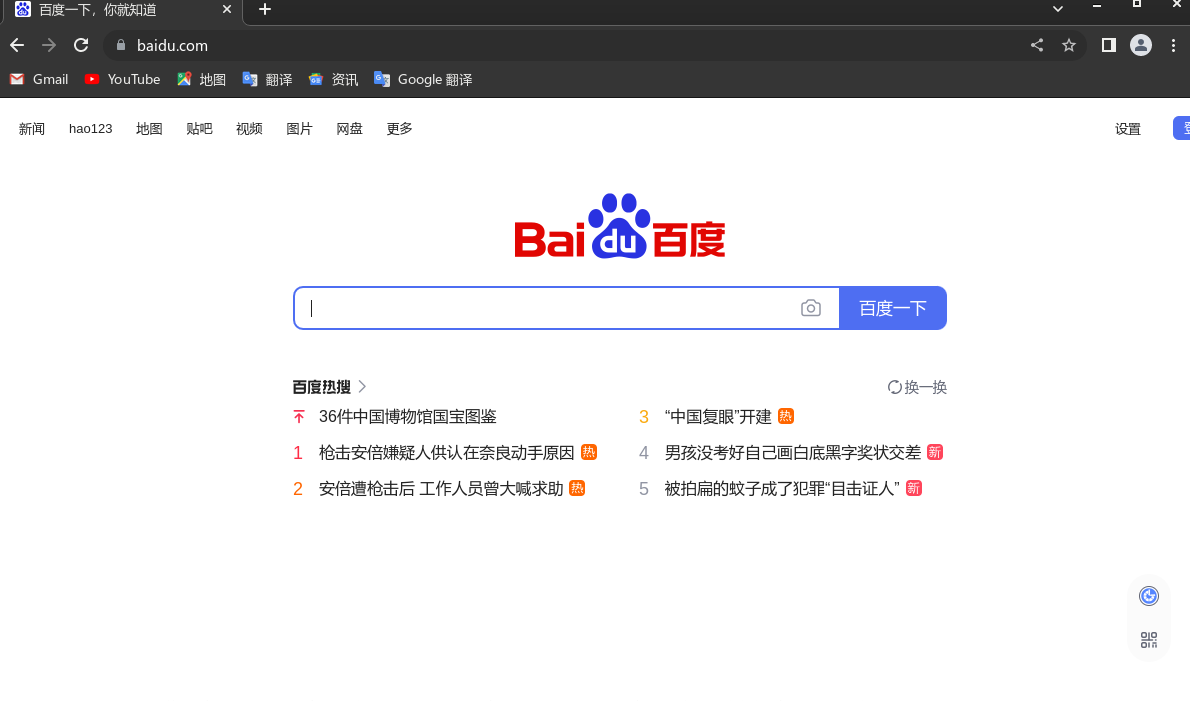 百度一下，你就知道
baidu.com
Gmail YouTube 地图 翻译 资讯 Google 翻译
新闻 hao123 地图 贴吧 视频 图片 网盘 更多 设置
Bai du 百度
百度一下
百度热搜 换一换
36件中国博物馆国宝图鉴
1 枪击安倍嫌疑人供认在奈良动手原因 热
2 安倍遭枪击后 工作人员曾大喊求助 热
3 “中国复眼”开建 热
4 男孩没考好自己画白底黑字奖状交差 新
5 被拍扁的蚊子成了犯罪“目击证人” 新